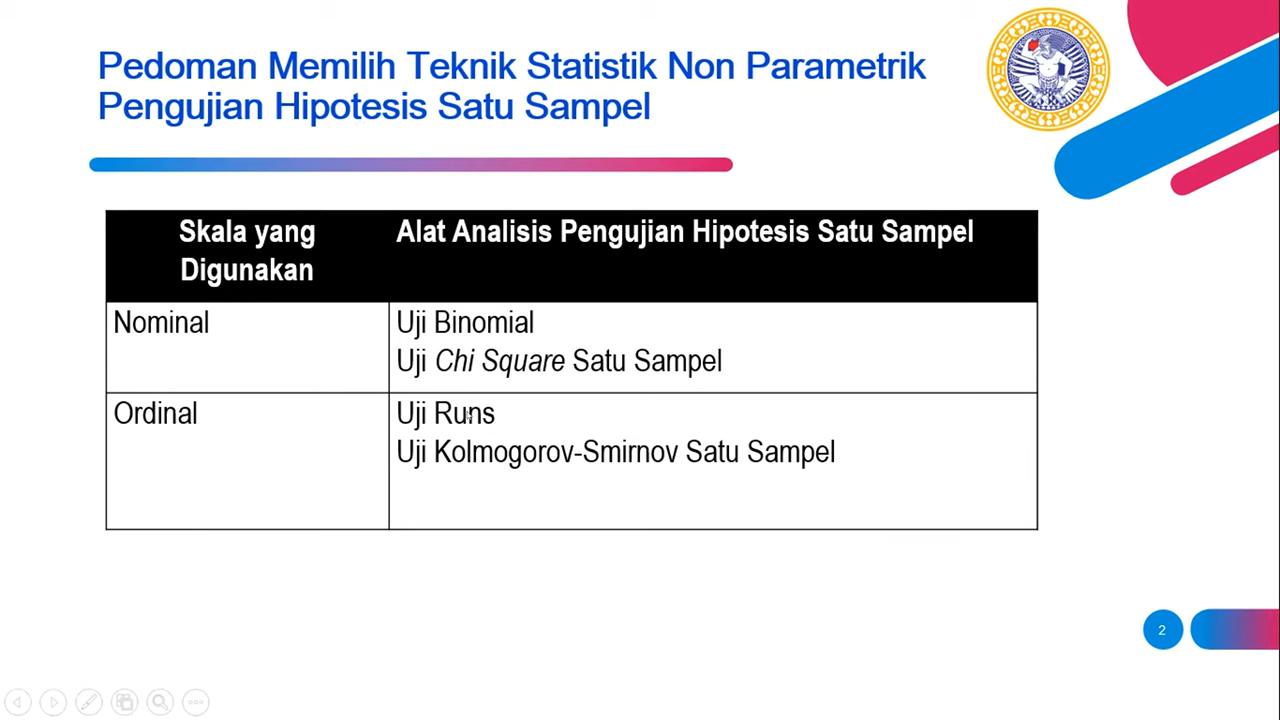 Pedoman Memilih Teknik Statistik Non Parametrik
Pengujian Hipotesis Satu Sampel
Skala yang
Digunakan
Alat Analisis Pengujian Hipotesis Satu Sampel
Nominal
Uji Binomial
Uji Chi Square Satu Sampel
Ordinal
Uji Runs
Uji Kolmogorov-Smirnov Satu Sampel
2